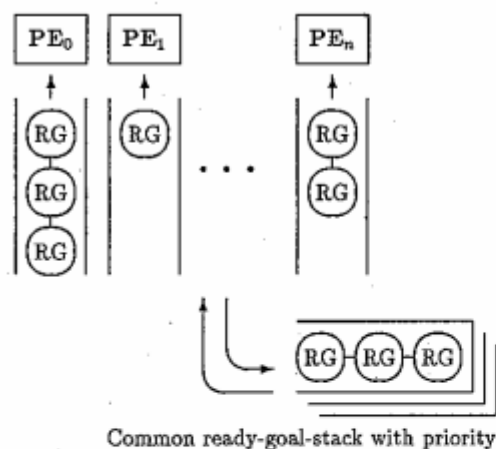 PE0 PE1 PEn
RG RG RG
RG RG
RG
RG RG RG
Common ready-goal-stack with priority